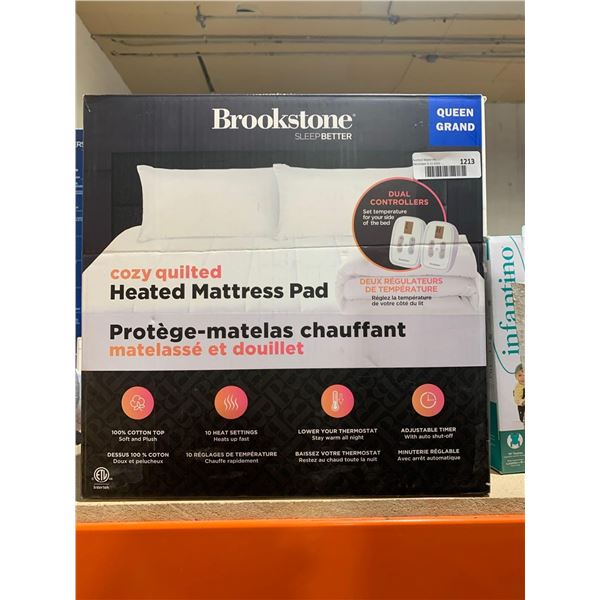 Brookstone
SLEEPBETTER
QUEEN
GRAND
1213
DUAL
CONTROLLERS
Set temperature
for your side
of the bed
DEUX RÉGULATEURS
DE TEMPÉRATURE
Réglez la température
de votre côté du lit
cozy quilted
Heated Mattress Pad
Protège-matelas chauffant
matelassé et douillet
100% COTTON TOP
Soft and Plush
DESSUS 100 % COTON
Doux et pelucheux
10 HEAT SETTINGS
Heats up fast
10 RÉGLAGES DE TEMPÉRATURE
Chauffe rapidement
LOWER YOUR THERMOSTAT
Stay warm all night
BAISSEZ VOTRE THERMOSTAT
Restez au chaud toute la nuit
ADJUSTABLE TIMER
With auto shut-off
MINUTERIE RÉGLABLE
Avec arrêt automatique
ETL
Intertek
infantino